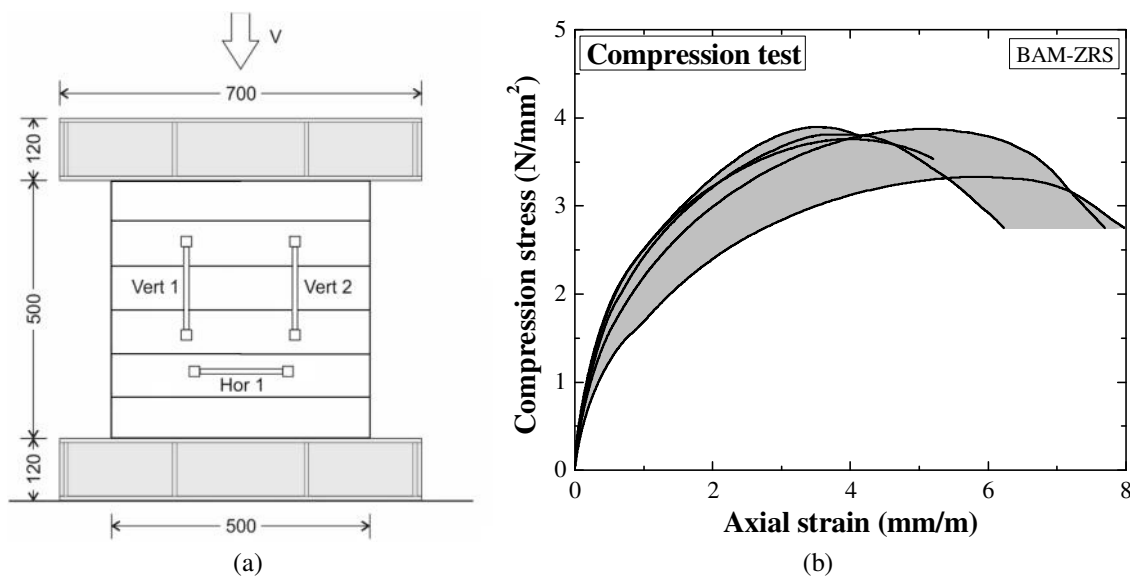 V
700
120
500
Vert 1
Vert 2
Hor 1
120
500
(a)
Compression test
BAM-ZRS
Compression stress (N/mm²)
5
4
3
2
1
0
0
2
4
6
8
Axial strain (mm/m)
(b)